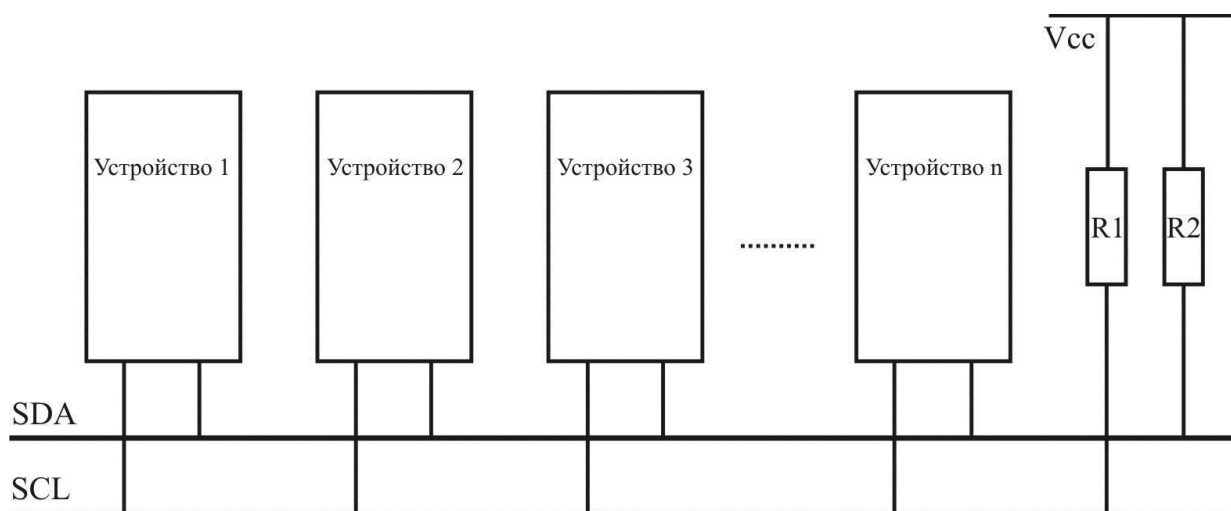 Vcc
Устройство 1
Устройство 2
Устройство 3
Устройство n
R1
R2
SDA
SCL